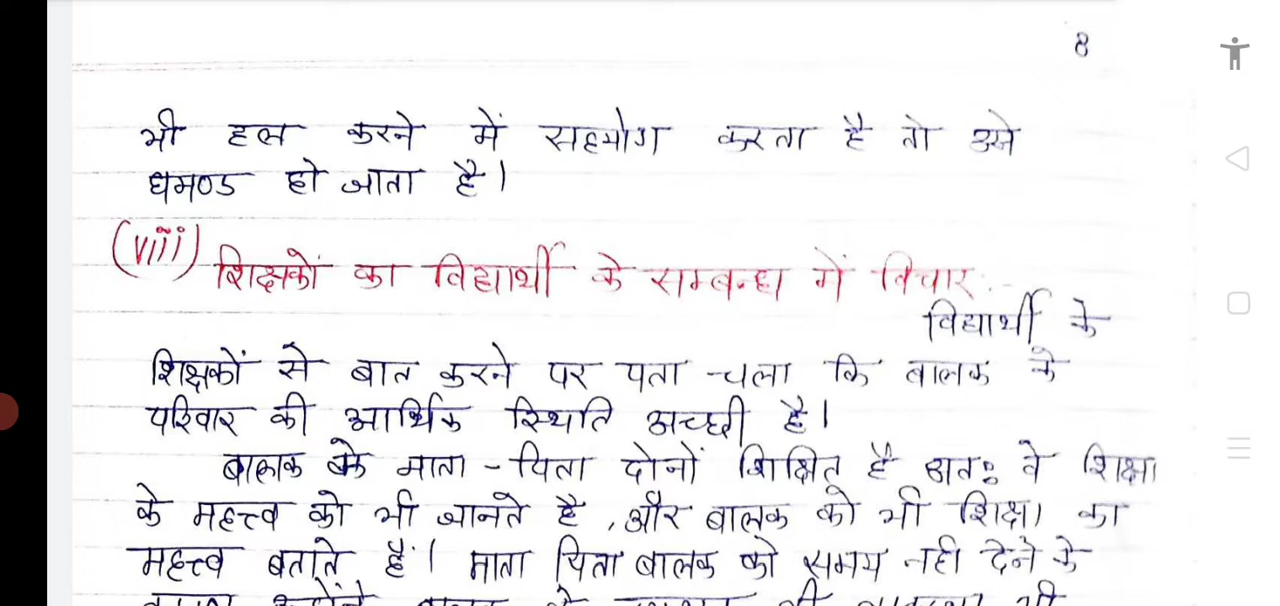 8
भी हल करने में सहयोग करता है तो उसे
घमण्ड हो जाता है।
(viii) शिक्षकों का विद्यार्थी के सम्बन्ध में विचार:-
विद्यार्थी के
शिक्षकों से बात करने पर पता चला कि बालक के
परिवार की आर्थिक स्थिति अच्छी है।
बालक के माता - पिता दोनों शिक्षित है अतः वे शिक्षा
के महत्त्व को भी जानते है, और बालक को भी शिक्षा का
महत्त्व बताते है। माता पिता बालक को समय नही देने के